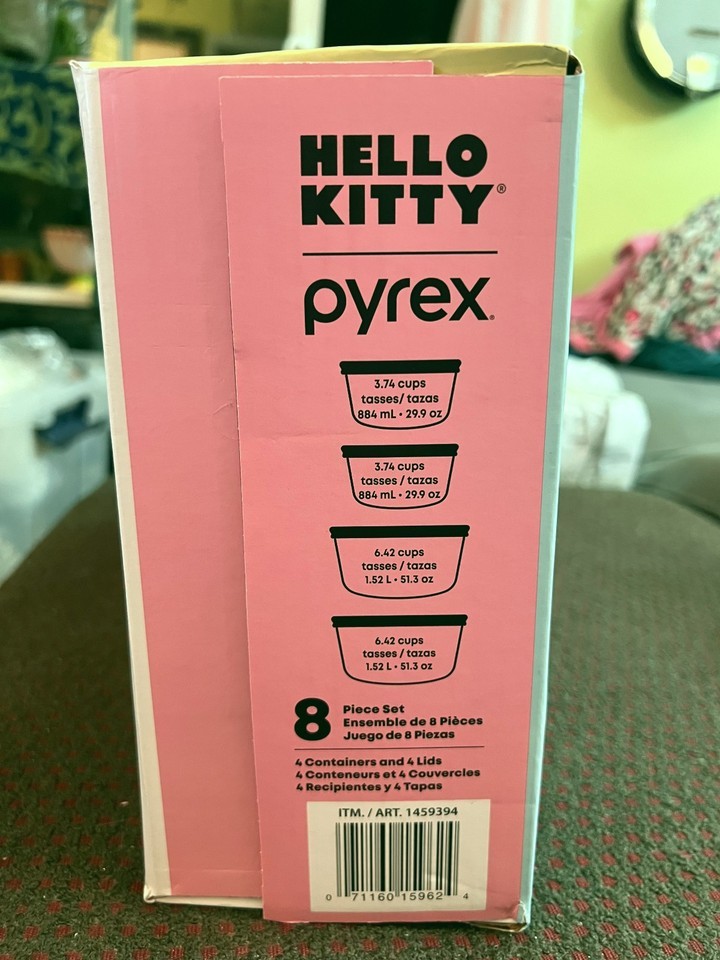 HELLO
KITTY®
pyrex®
3.74 cups
tasses/ tazas
884 mL • 29.9 oz
3.74 cups
tasses / tazas
884 mL • 29.9 oz
6.42 cups
tasses / tazas
1.52 L • 51.3 oz
6.42 cups
tasses / tazas
1.52 L • 51.3 oz
8 Piece Set
Ensemble de 8 Pièces
Juego de 8 Piezas
4 Containers and 4 Lids
4 Conteneurs et 4 Couvercles
4 Recipientes y 4 Tapas
ITM. / ART. 1459394
0 71160 15962 4